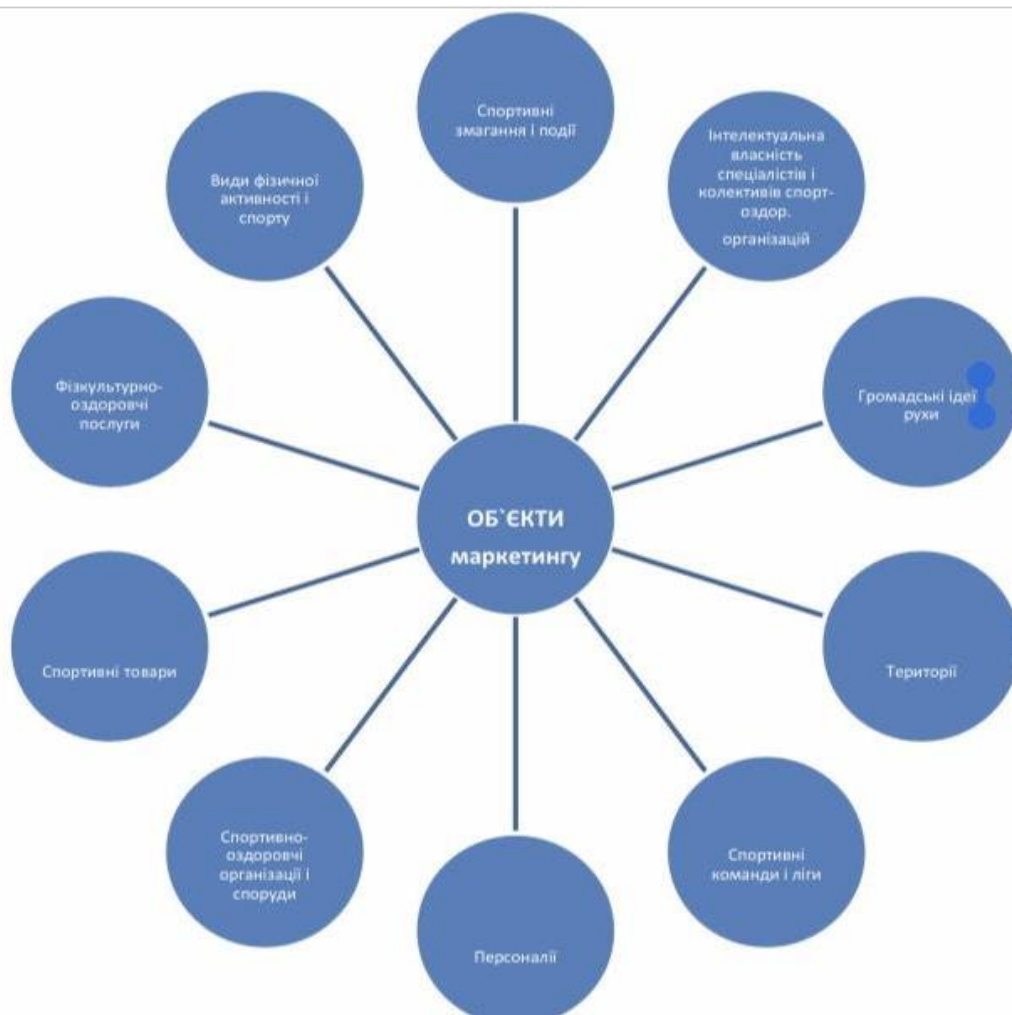 Спортивні
змагання і події
Інтелектуальна
власність
спеціалістів і
колективів спорт-
оздор.
організацій
Громадські ідеї
рухи
Території
Спортивні
команди і ліги
Персоналії
Спортивно-
оздоровчі
організації і
споруди
Спортивні товари
Фізкультурно-
оздоровчі
послуги
Види фізичної
активності і
спорту
ОБ`ЄКТИ
маркетингу